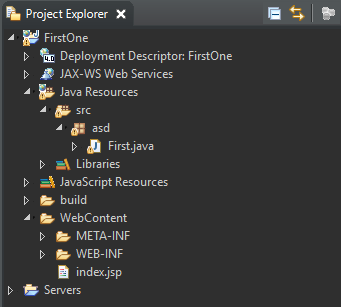 Project Explorer
FirstOne
Deployment Descriptor: FirstOne
JAX-WS Web Services
Java Resources
src
asd
First.java
Libraries
JavaScript Resources
build
WebContent
META-INF
WEB-INF
index.jsp
Servers